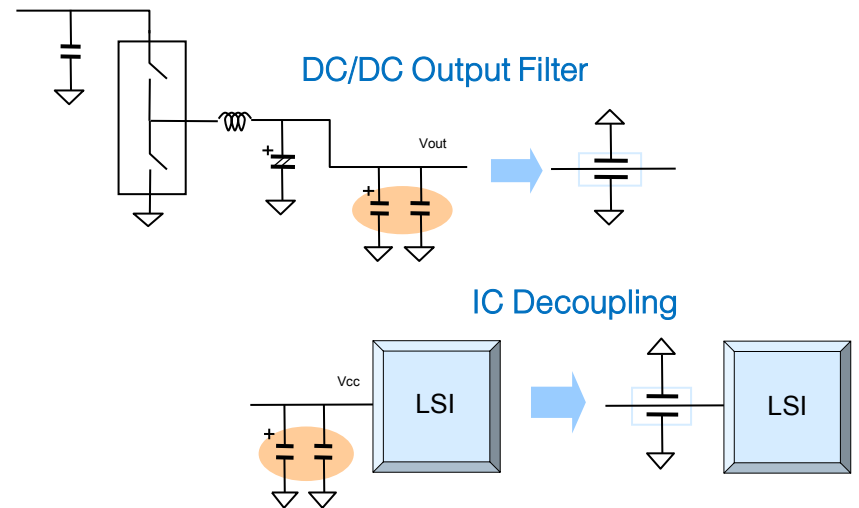 DC/DC Output Filter
+
Vout
+
IC Decoupling
Vcc
LSI
LSI
+